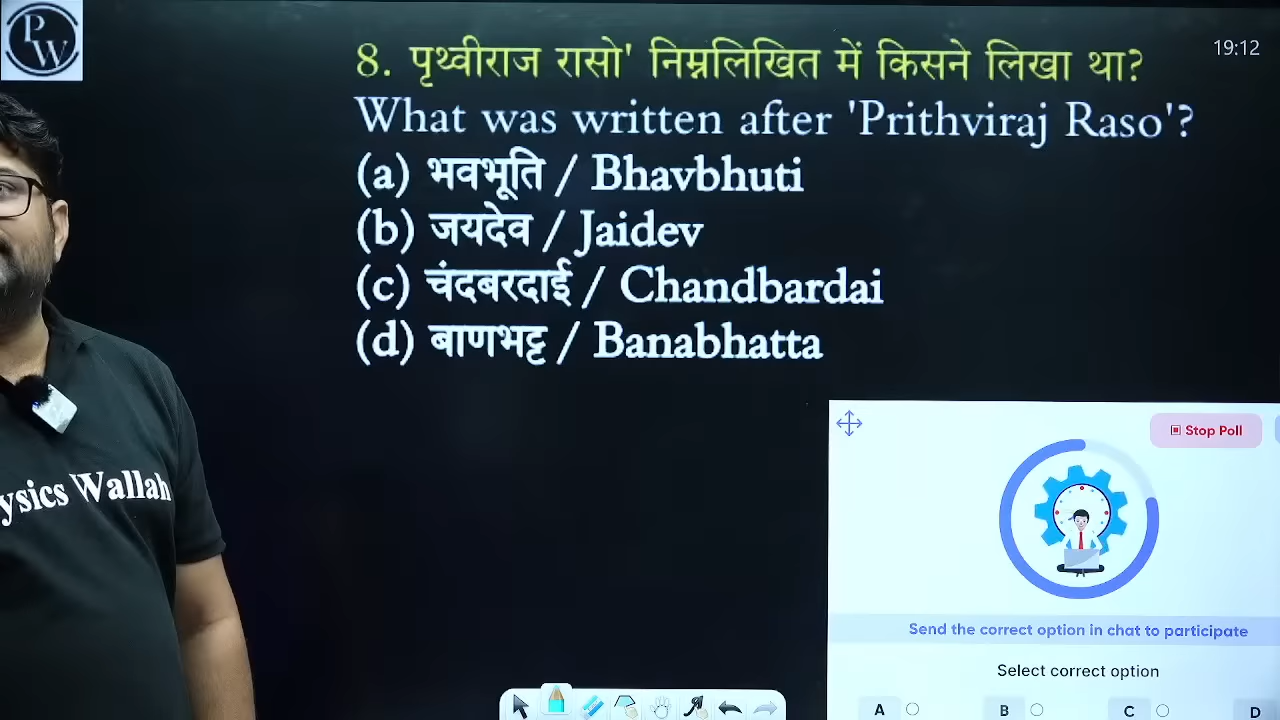 PW
19:12
8. पृथ्वीराज रासो' निम्नलिखित में किसने लिखा था?
What was written after 'Prithviraj Raso'?
(a) भवभूति / Bhavbhuti
(b) जयदेव / Jaidev
(c) चंदबरदाई / Chandbardai
(d) बाणभट्ट / Banabhatta
ysics Wallah
Stop Poll
Send the correct option in chat to participate
Select correct option
A B C D